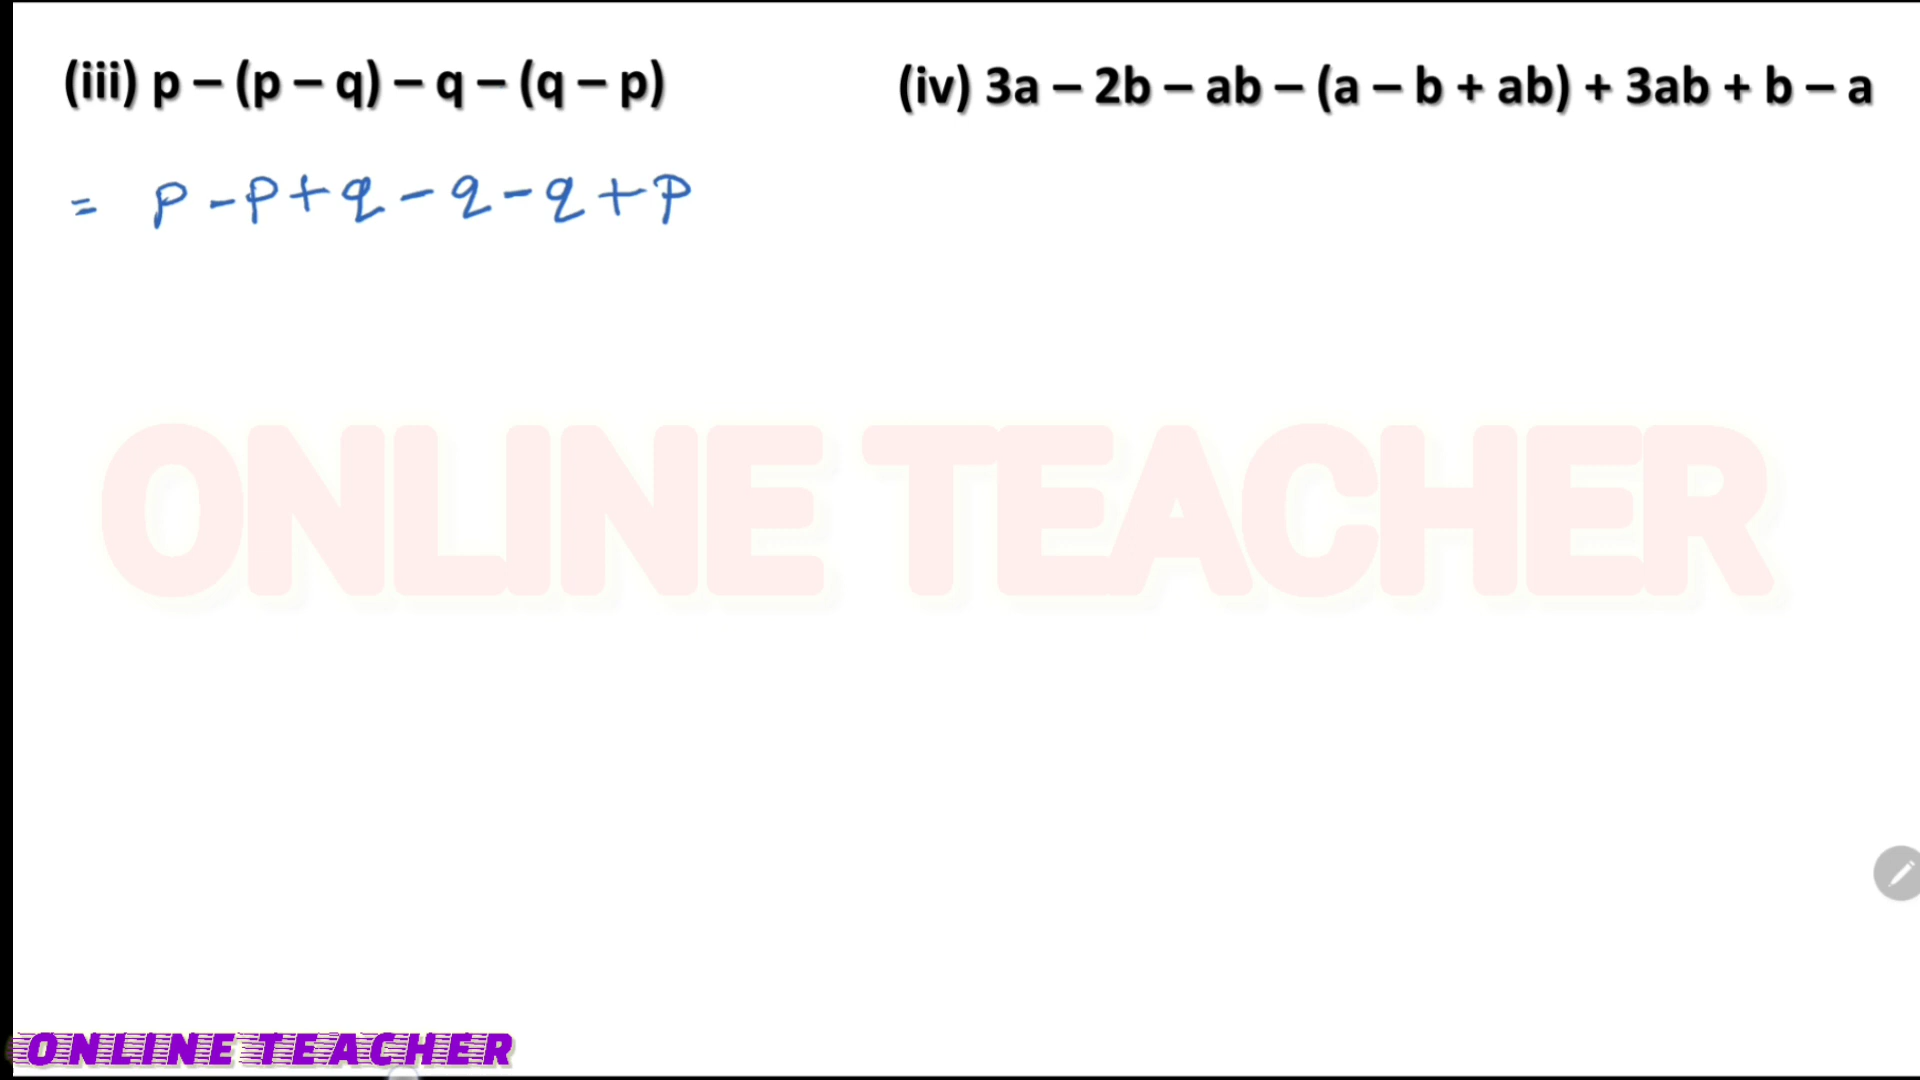 (iii) p – (p – q) – q – (q – p)
(iv) 3a – 2b – ab – (a – b + ab) + 3ab + b – a
= p - p + q - q - q + p
ONLINE TEACHER
ONLINE TEACHER